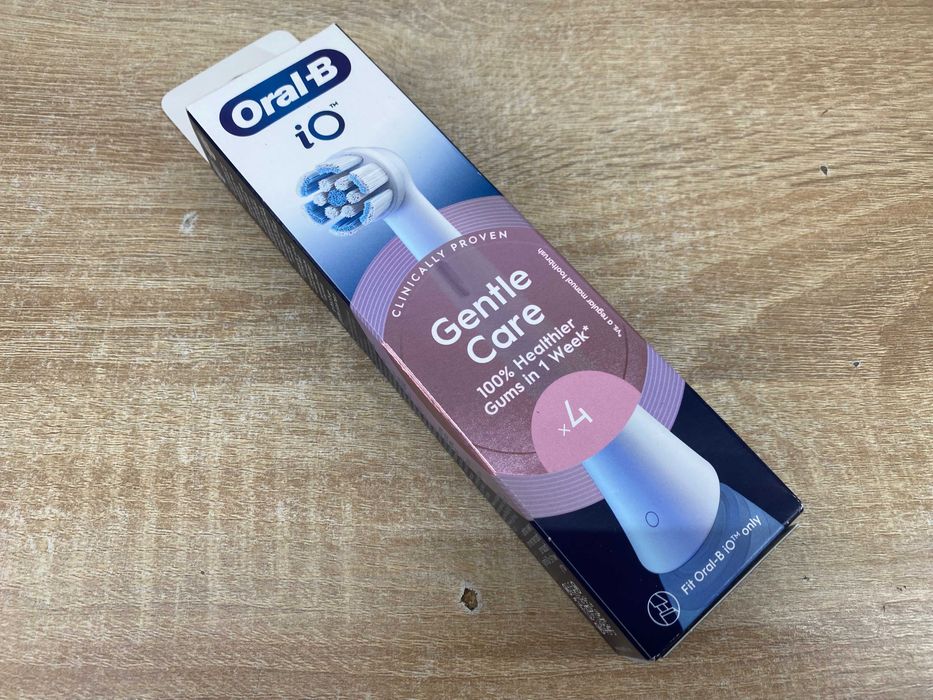 Oral-B
iO™
CLINICALLY PROVEN
Gentle
Care
100% Healthier
Gums in 1 Week*
*vs. a regular manual toothbrush
x4
Fit Oral-B iO™ only